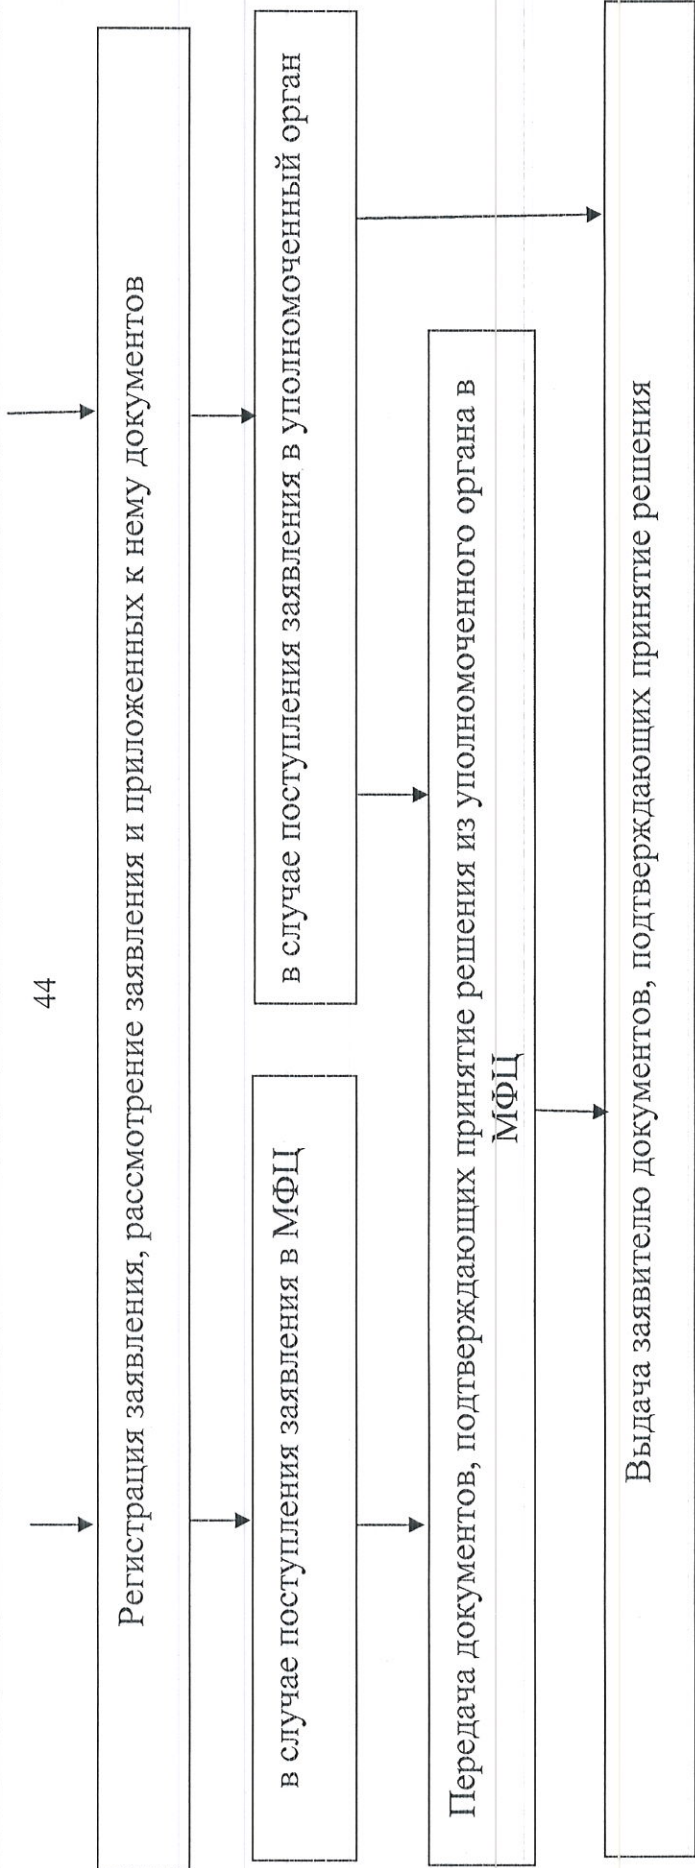 44
Регистрация заявления, рассмотрение заявления и приложенных к нему документов
в случае поступления заявления в МФЦ
в случае поступления заявления в уполномоченный орган
Передача документов, подтверждающих принятие решения из уполномоченного органа в
МФЦ
Выдача заявителю документов, подтверждающих принятие решения